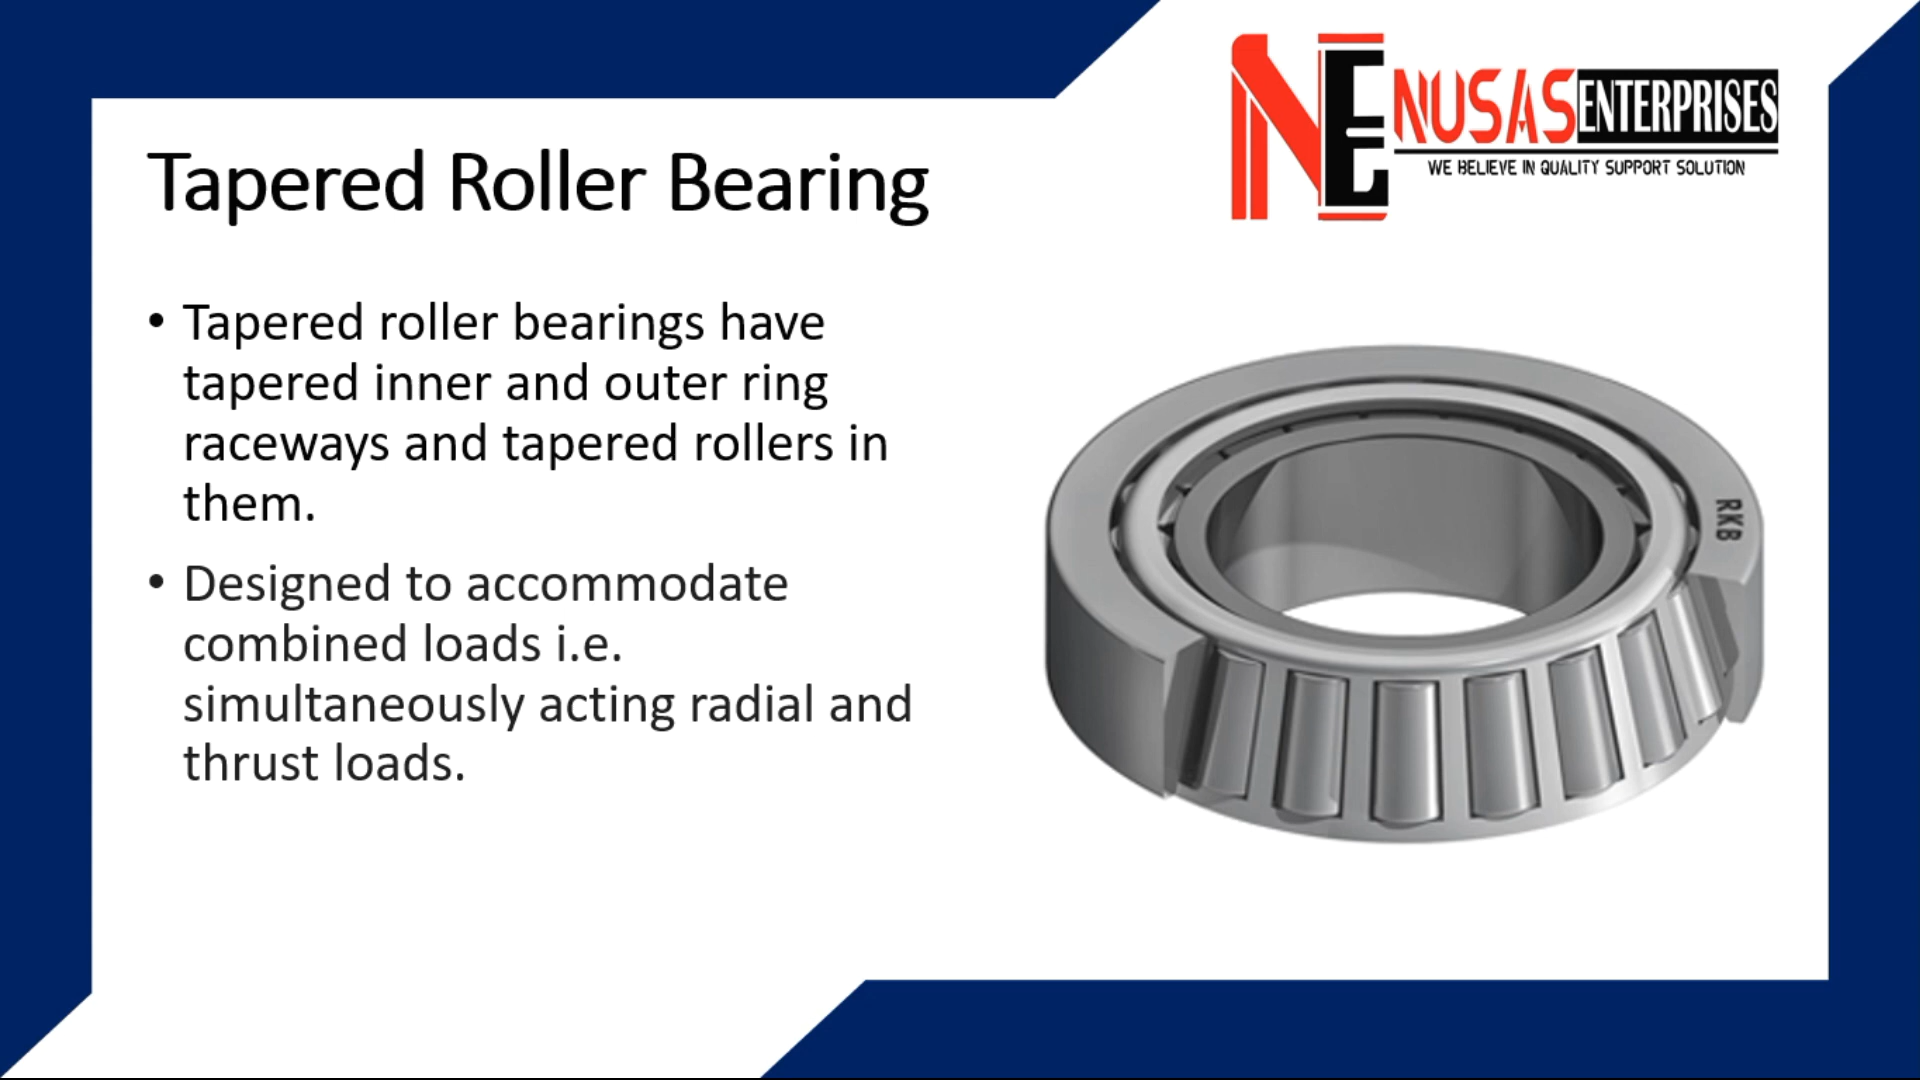 NE NUSAS ENTERPRISES
WE BELIEVE IN QUALITY SUPPORT SOLUTION
Tapered Roller Bearing
• Tapered roller bearings have
tapered inner and outer ring
raceways and tapered rollers in
them.
• Designed to accommodate
combined loads i.e.
simultaneously acting radial and
thrust loads.
RKB